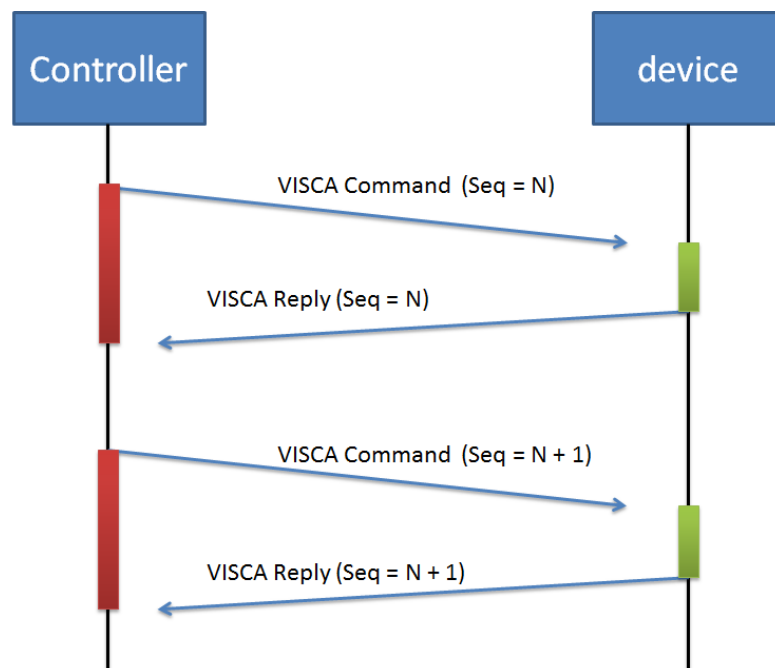 Controller
device
VISCA Command (Seq = N)
VISCA Reply (Seq = N)
VISCA Command (Seq = N + 1)
VISCA Reply (Seq = N + 1)